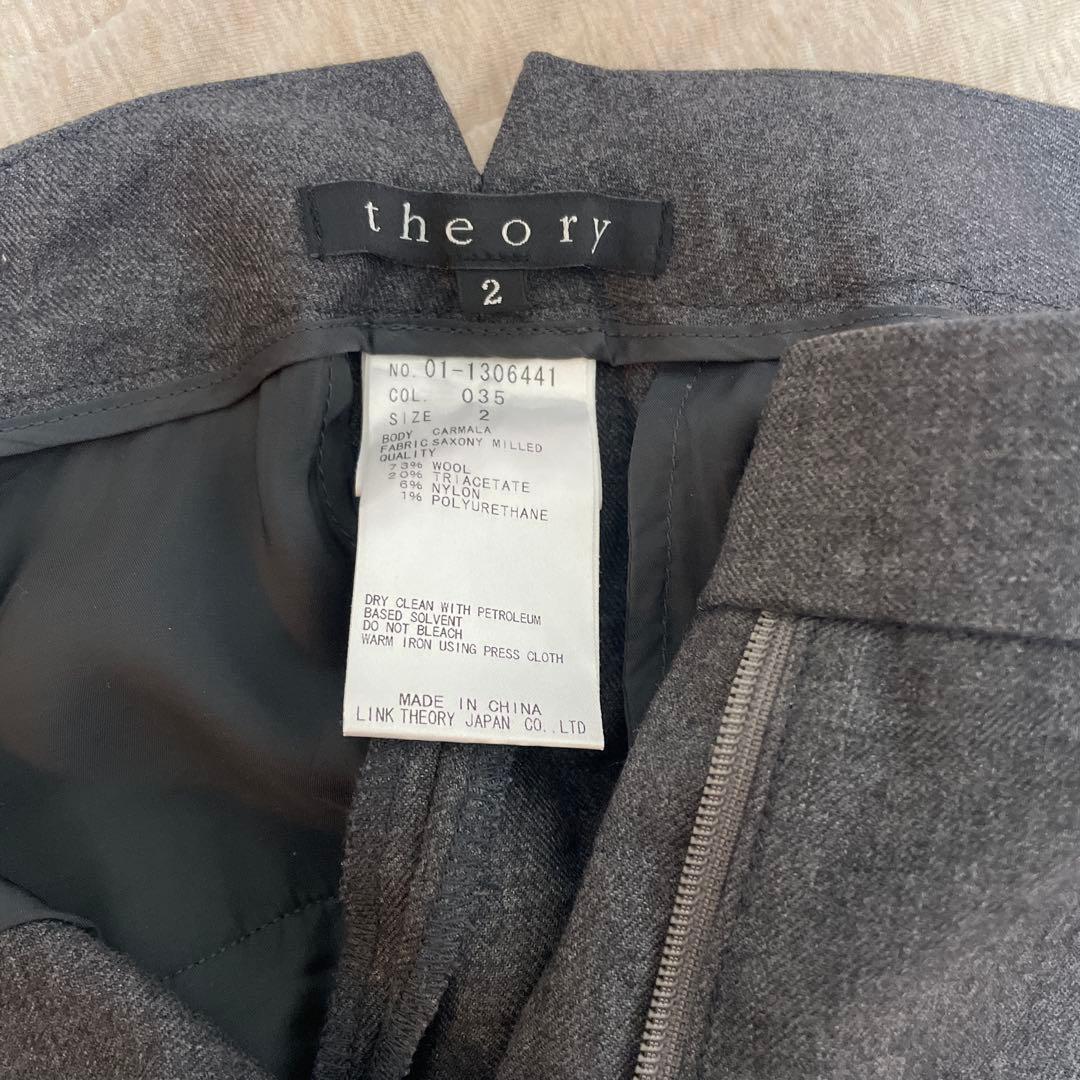 theory
2
NO. 01-1306441
COL. 035
SIZE 2
BODY CARMALA
FABRIC SAXONY MILLED
QUALITY
73% WOOL
20% TRIACETATE
6% NYLON
1% POLYURETHANE
DRY CLEAN WITH PETROLEUM
BASED SOLVENT
DO NOT BLEACH
WARM IRON USING PRESS CLOTH
MADE IN CHINA
LINK THEORY JAPAN CO.,LTD